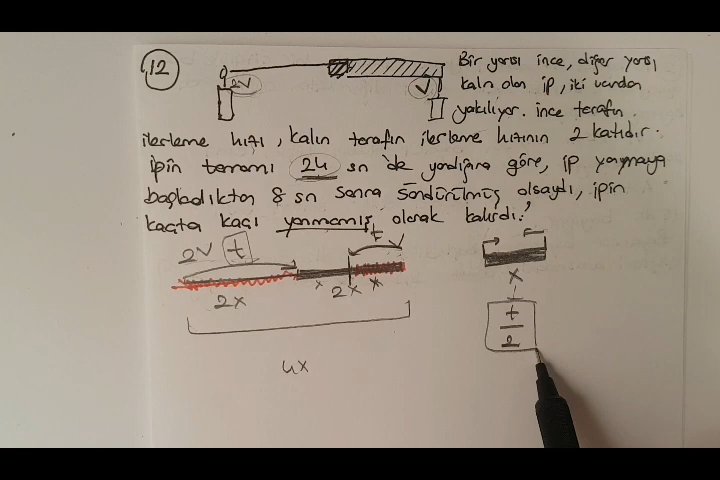 12
Bir yarısı ince, diğer yarısı
kalın olan ip, iki ucundan
yakılıyor. ince tarafın
2V
V
ilerleme hızı, kalın tarafın ilerleme hızının 2 katıdır.
İpin tamamı 24 sn 'de yandığına göre, ip yanmaya
başladıktan 8 sn sonra söndürülmüş olsaydı, ipin
kaçta kaçı yanmamış olarak kalırdı?
2V t
t
2x
x
2x
x
4x
x
t
2